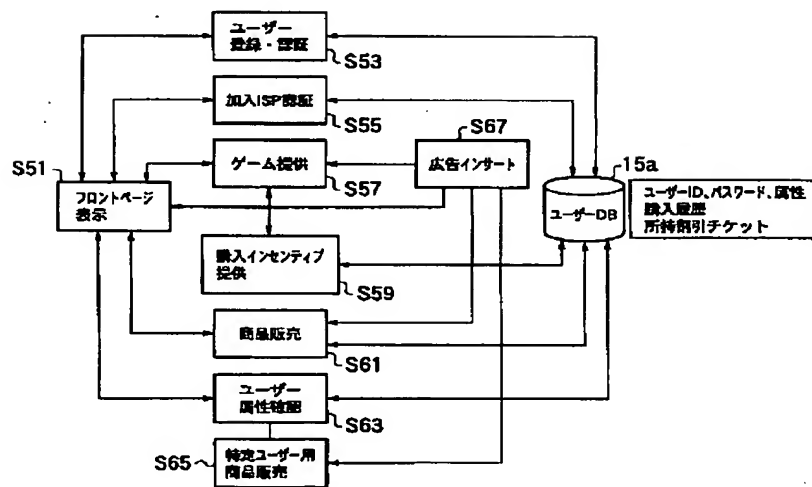 ユーザー
登録・認証
S53
加入ISP認証
S55
S67
S51
ゲーム提供
広告インサート
15a
S57
フロントページ
表示
ユーザーDB
ユーザーID、パスワード、属性
購入履歴
所持割引チケット
購入インセンティブ
提供
S59
商品販売
S61
ユーザー
属性確認
S63
S65
特定ユーザー用
商品販売